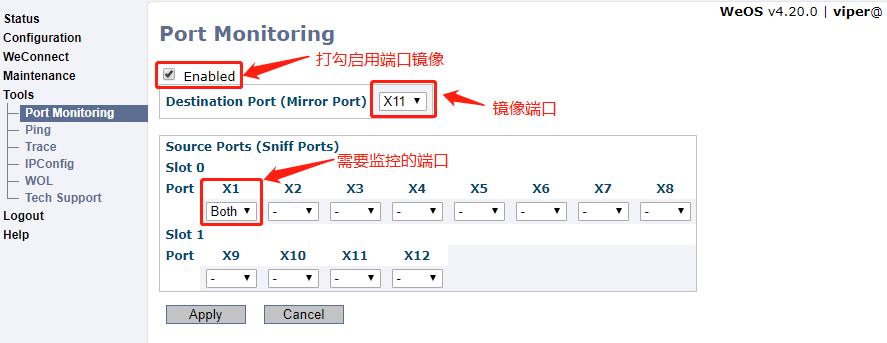 WeOS v4.20.0 | viper@
Status
Configuration
WeConnect
Maintenance
Tools
Port Monitoring
Ping
Trace
IPConfig
WOL
Tech Support
Logout
Help
Port Monitoring
Enabled
打勾启用端口镜像
Destination Port (Mirror Port) X11
镜像端口
Source Ports (Sniff Ports)
需要监控的端口
Slot 0
Port X1 X2 X3 X4 X5 X6 X7 X8
Both - - - - - - -
Slot 1
Port X9 X10 X11 X12
- - - -
Apply Cancel